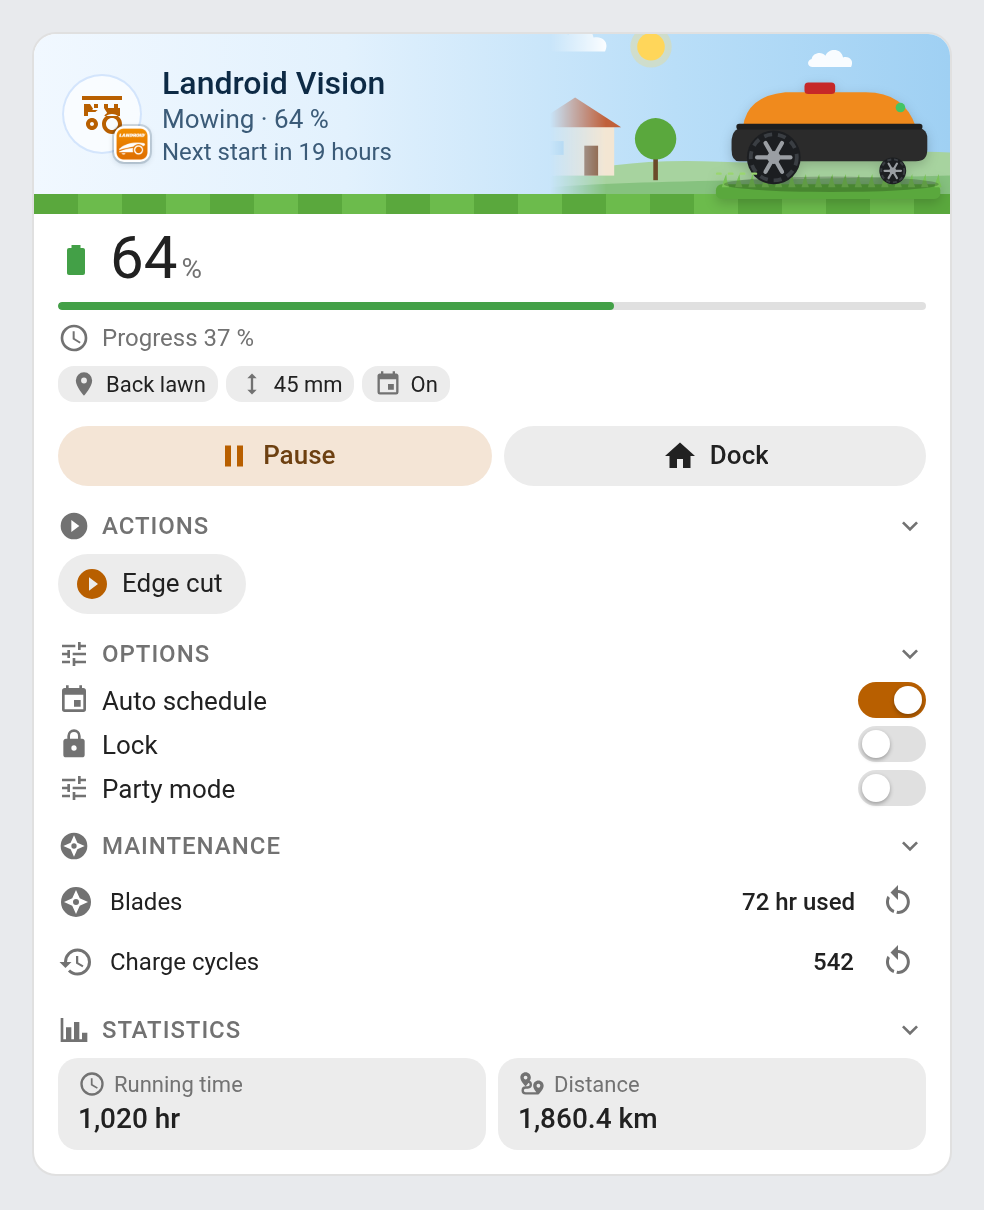 Landroid Vision
Mowing · 64 %
Next start in 19 hours
LANDROID
64 %
Progress 37 %
Back lawn
45 mm
On
Pause
Dock
ACTIONS
Edge cut
OPTIONS
Auto schedule
Lock
Party mode
MAINTENANCE
Blades
72 hr used
Charge cycles
542
STATISTICS
Running time
1,020 hr
Distance
1,860.4 km